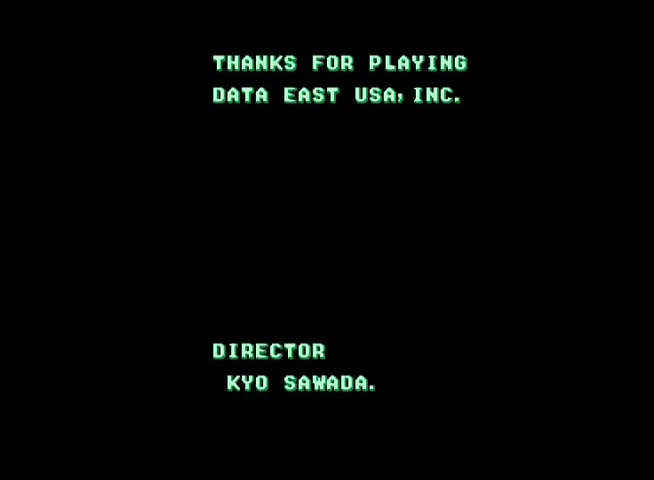 THANKS FOR PLAYING
DATA EAST USA, INC.
DIRECTOR
KYO SAWADA.